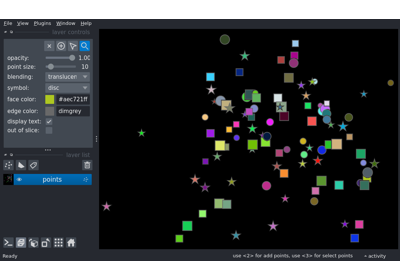 File View Plugins Window Help
layer controls
opacity: 1.00
point size: 10
blending: translucen
symbol: disc
face color: #aec721ff
edge color: dimgrey
display text:
out of slice:
layer list
points
Ready
use <2> for add points, use <3> for select points
activity